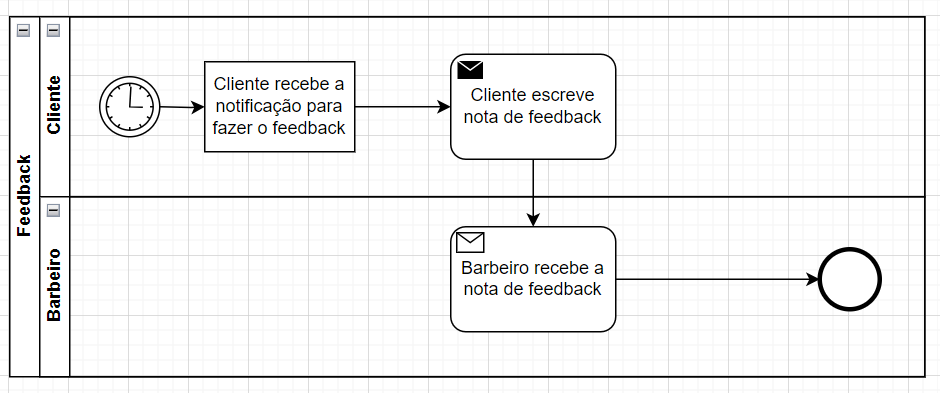 Feedback
Cliente
Cliente recebe a
notificação para
fazer o feedback
Cliente escreve
nota de feedback
Barbeiro
Barbeiro recebe a
nota de feedback